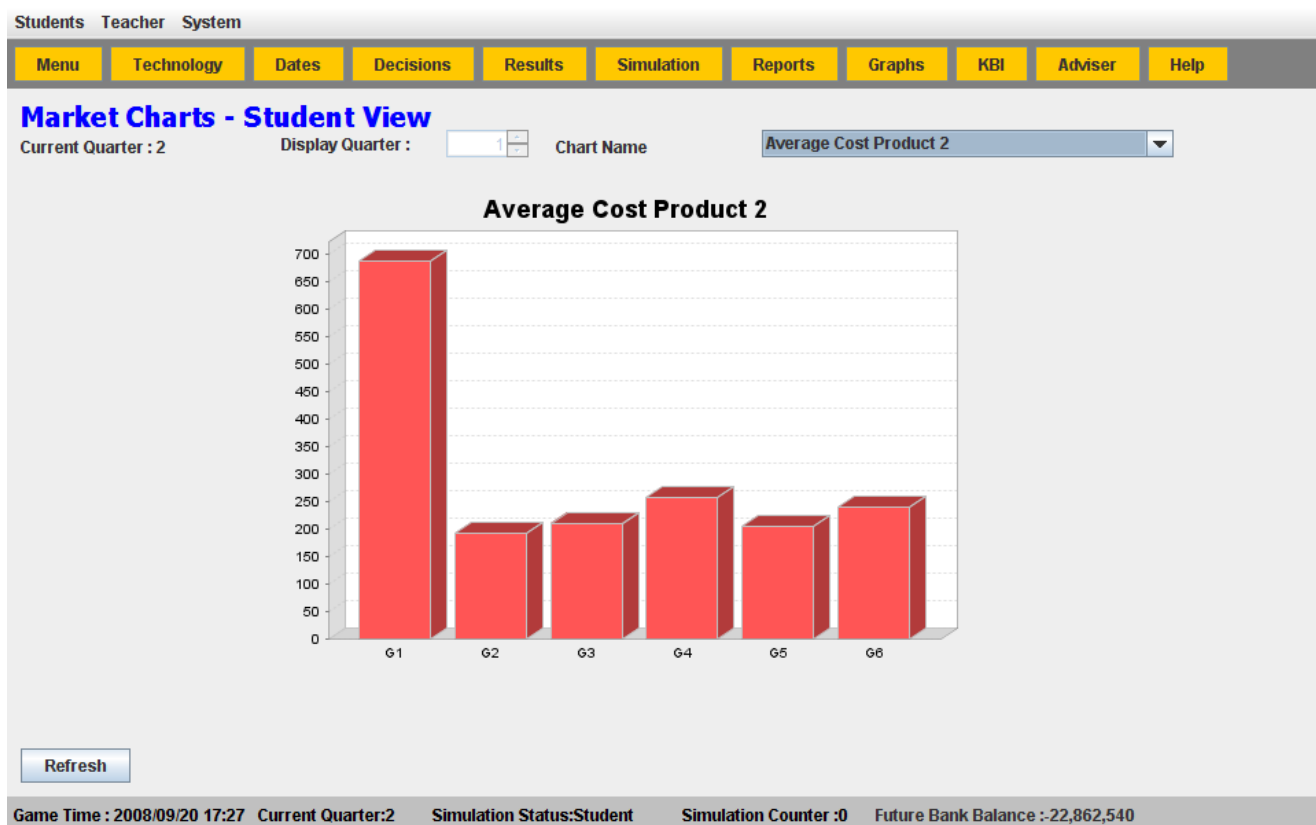 Students Teacher System
Menu Technology Dates Decisions Results Simulation Reports Graphs KBI Adviser Help
Market Charts - Student View
Current Quarter : 2 Display Quarter : 1 Chart Name Average Cost Product 2
Average Cost Product 2
700
650
600
550
500
450
400
350
300
250
200
150
100
50
0
G1 G2 G3 G4 G5 G6
Refresh
Game Time : 2008/09/20 17:27 Current Quarter:2 Simulation Status:Student Simulation Counter :0 Future Bank Balance :-22,862,540